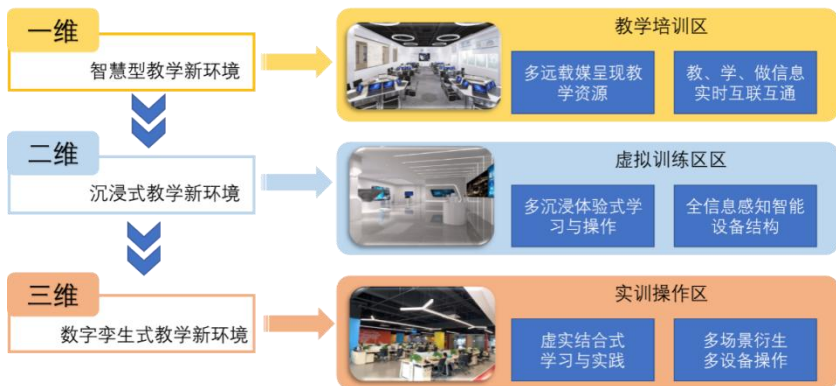 一维
智慧型教学新环境
教学培训区
多远载媒呈现教
学资源
教、学、做信息
实时互联互通
二维
沉浸式教学新环境
虚拟训练区区
多沉浸体验式学
习与操作
全信息感知智能
设备结构
三维
数字孪生式教学新环境
实训操作区
虚实结合式
学习与实践
多场景衍生
多设备操作